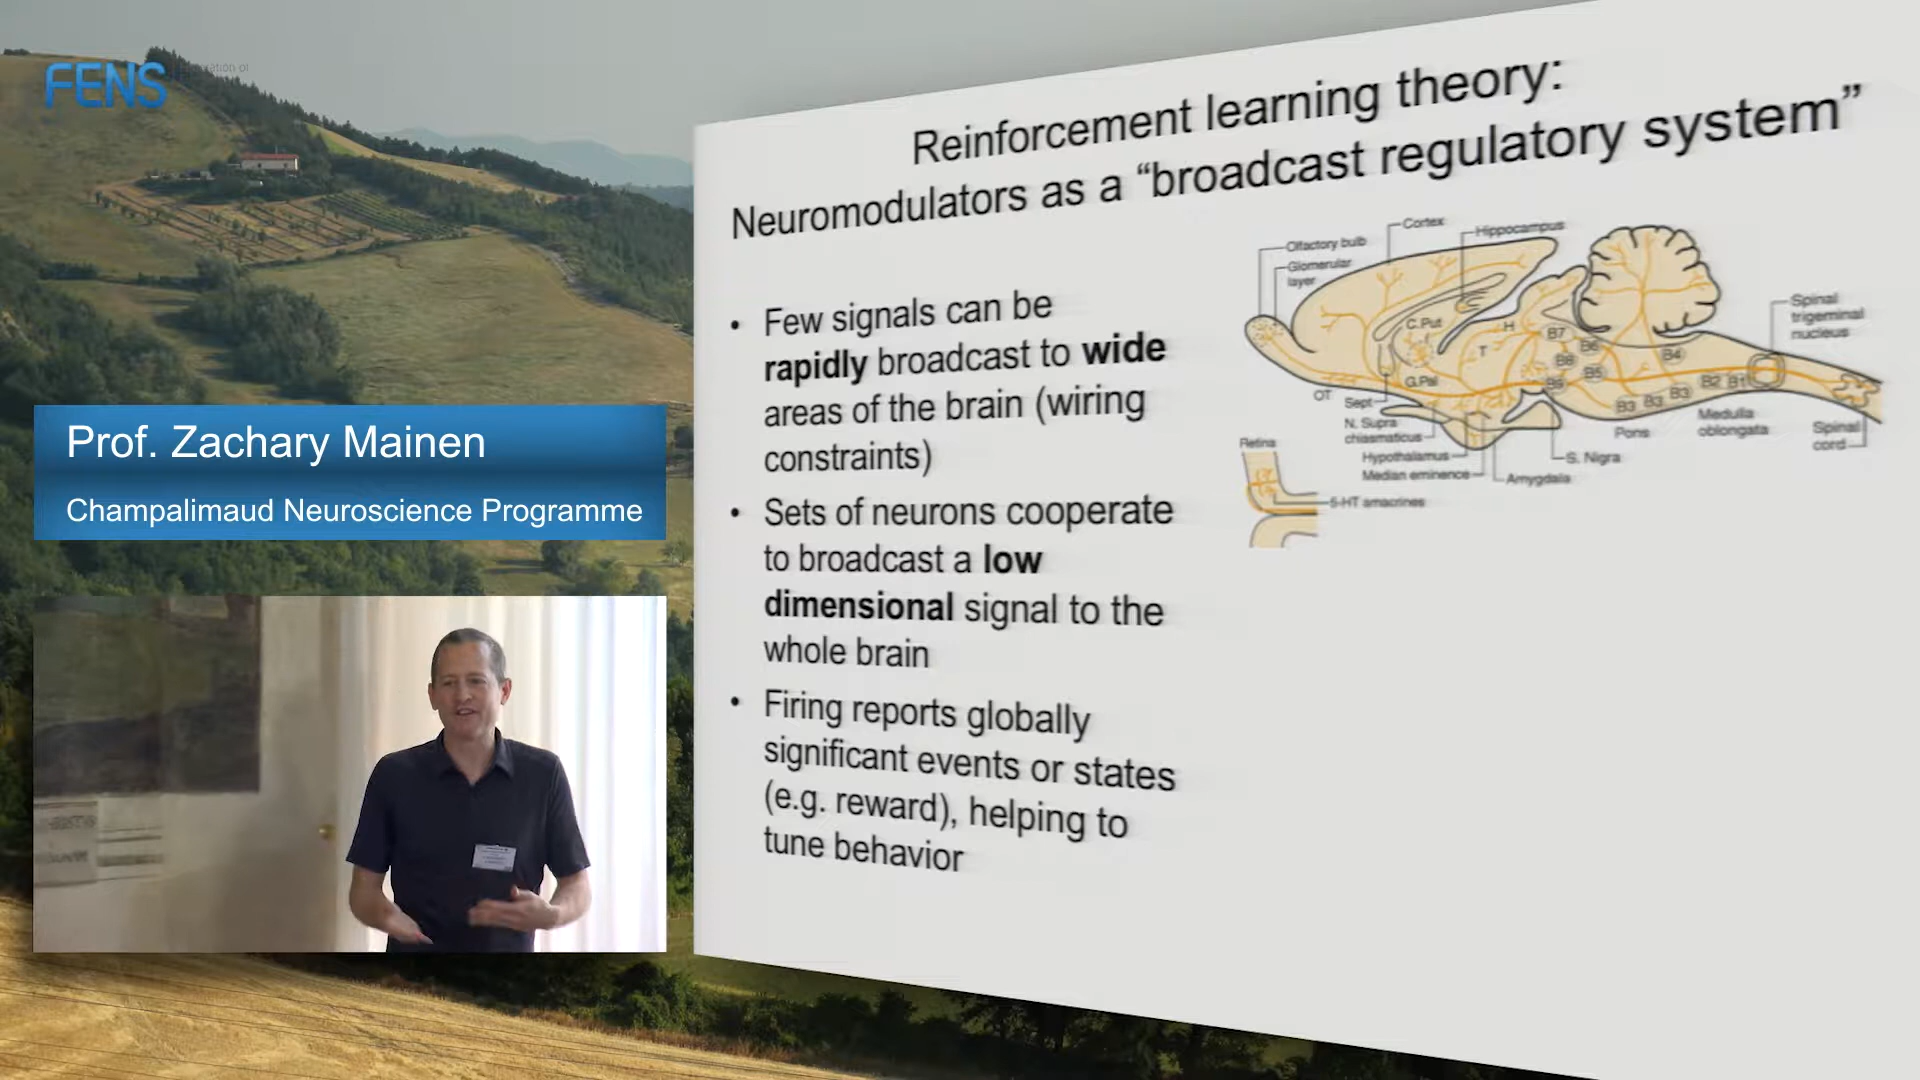 FENS
Prof. Zachary Mainen
Champalimaud Neuroscience Programme
Reinforcement learning theory:
Neuromodulators as a “broadcast regulatory system”
• Few signals can be
rapidly broadcast to wide
areas of the brain (wiring
constraints)
• Sets of neurons cooperate
to broadcast a low
dimensional signal to the
whole brain
• Firing reports globally
significant events or states
(e.g. reward), helping to
tune behavior
Cortex
Hippocampus
Olfactory bulb
Glomerular
layer
Spinal
trigeminal
nucleus
C.Put
H
B7
B6
T
B8
B4
B5
G.Pal
B2
B1
OT
Sept
B3
B3
B3
N. Supra
chiasmaticus
Pons
Medulla
oblongata
Spinal
cord
Retina
Hypothalamus
S. Nigra
Median eminence
Amygdala
5-HT amacrines